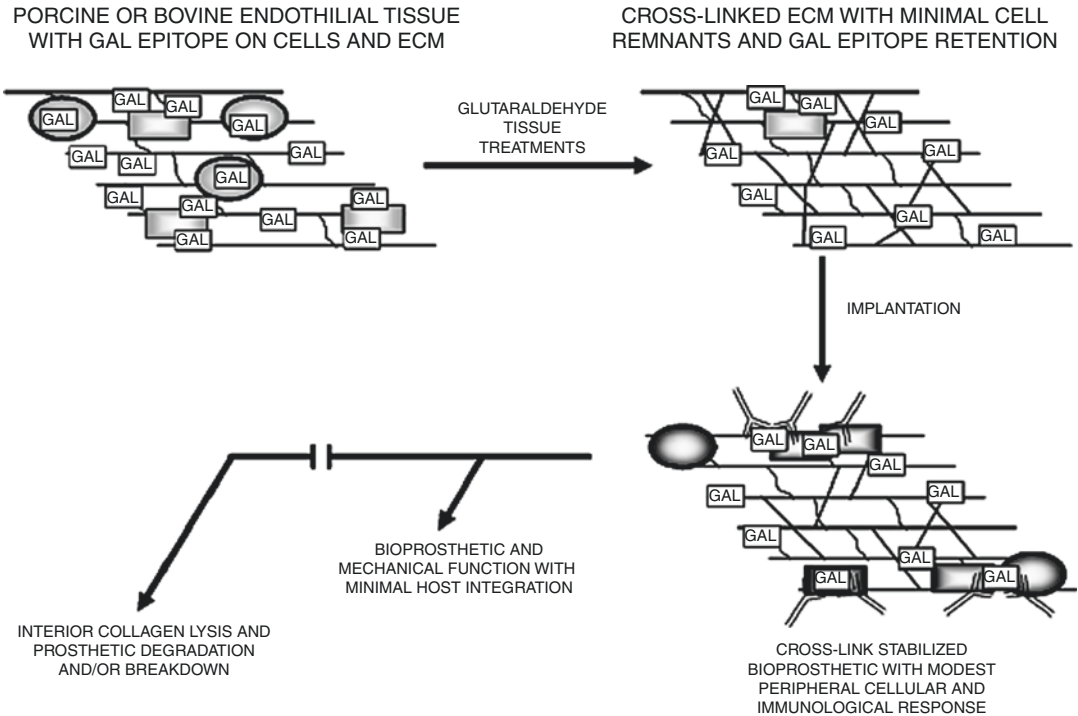 PORCINE OR BOVINE ENDOTHILIAL TISSUE
WITH GAL EPITOPE ON CELLS AND ECM
CROSS-LINKED ECM WITH MINIMAL CELL
REMNANTS AND GAL EPITOPE RETENTION
GAL
GAL
GAL
GAL
GAL
GAL
GAL
GAL
GAL
GAL
GAL
GAL
GAL
GAL
GLUTARALDEHYDE
TISSUE
TREATMENTS
GAL
GAL
GAL
GAL
GAL
GAL
GAL
GAL
GAL
IMPLANTATION
GAL
GAL
GAL
GAL
GAL
GAL
GAL
GAL
GAL
BIOPROSTHETIC AND
MECHANICAL FUNCTION WITH
MINIMAL HOST INTEGRATION
INTERIOR COLLAGEN LYSIS AND
PROSTHETIC DEGRADATION
AND/OR BREAKDOWN
CROSS-LINK STABILIZED
BIOPROSTHETIC WITH MODEST
PERIPHERAL CELLULAR AND
IMMUNOLOGICAL RESPONSE